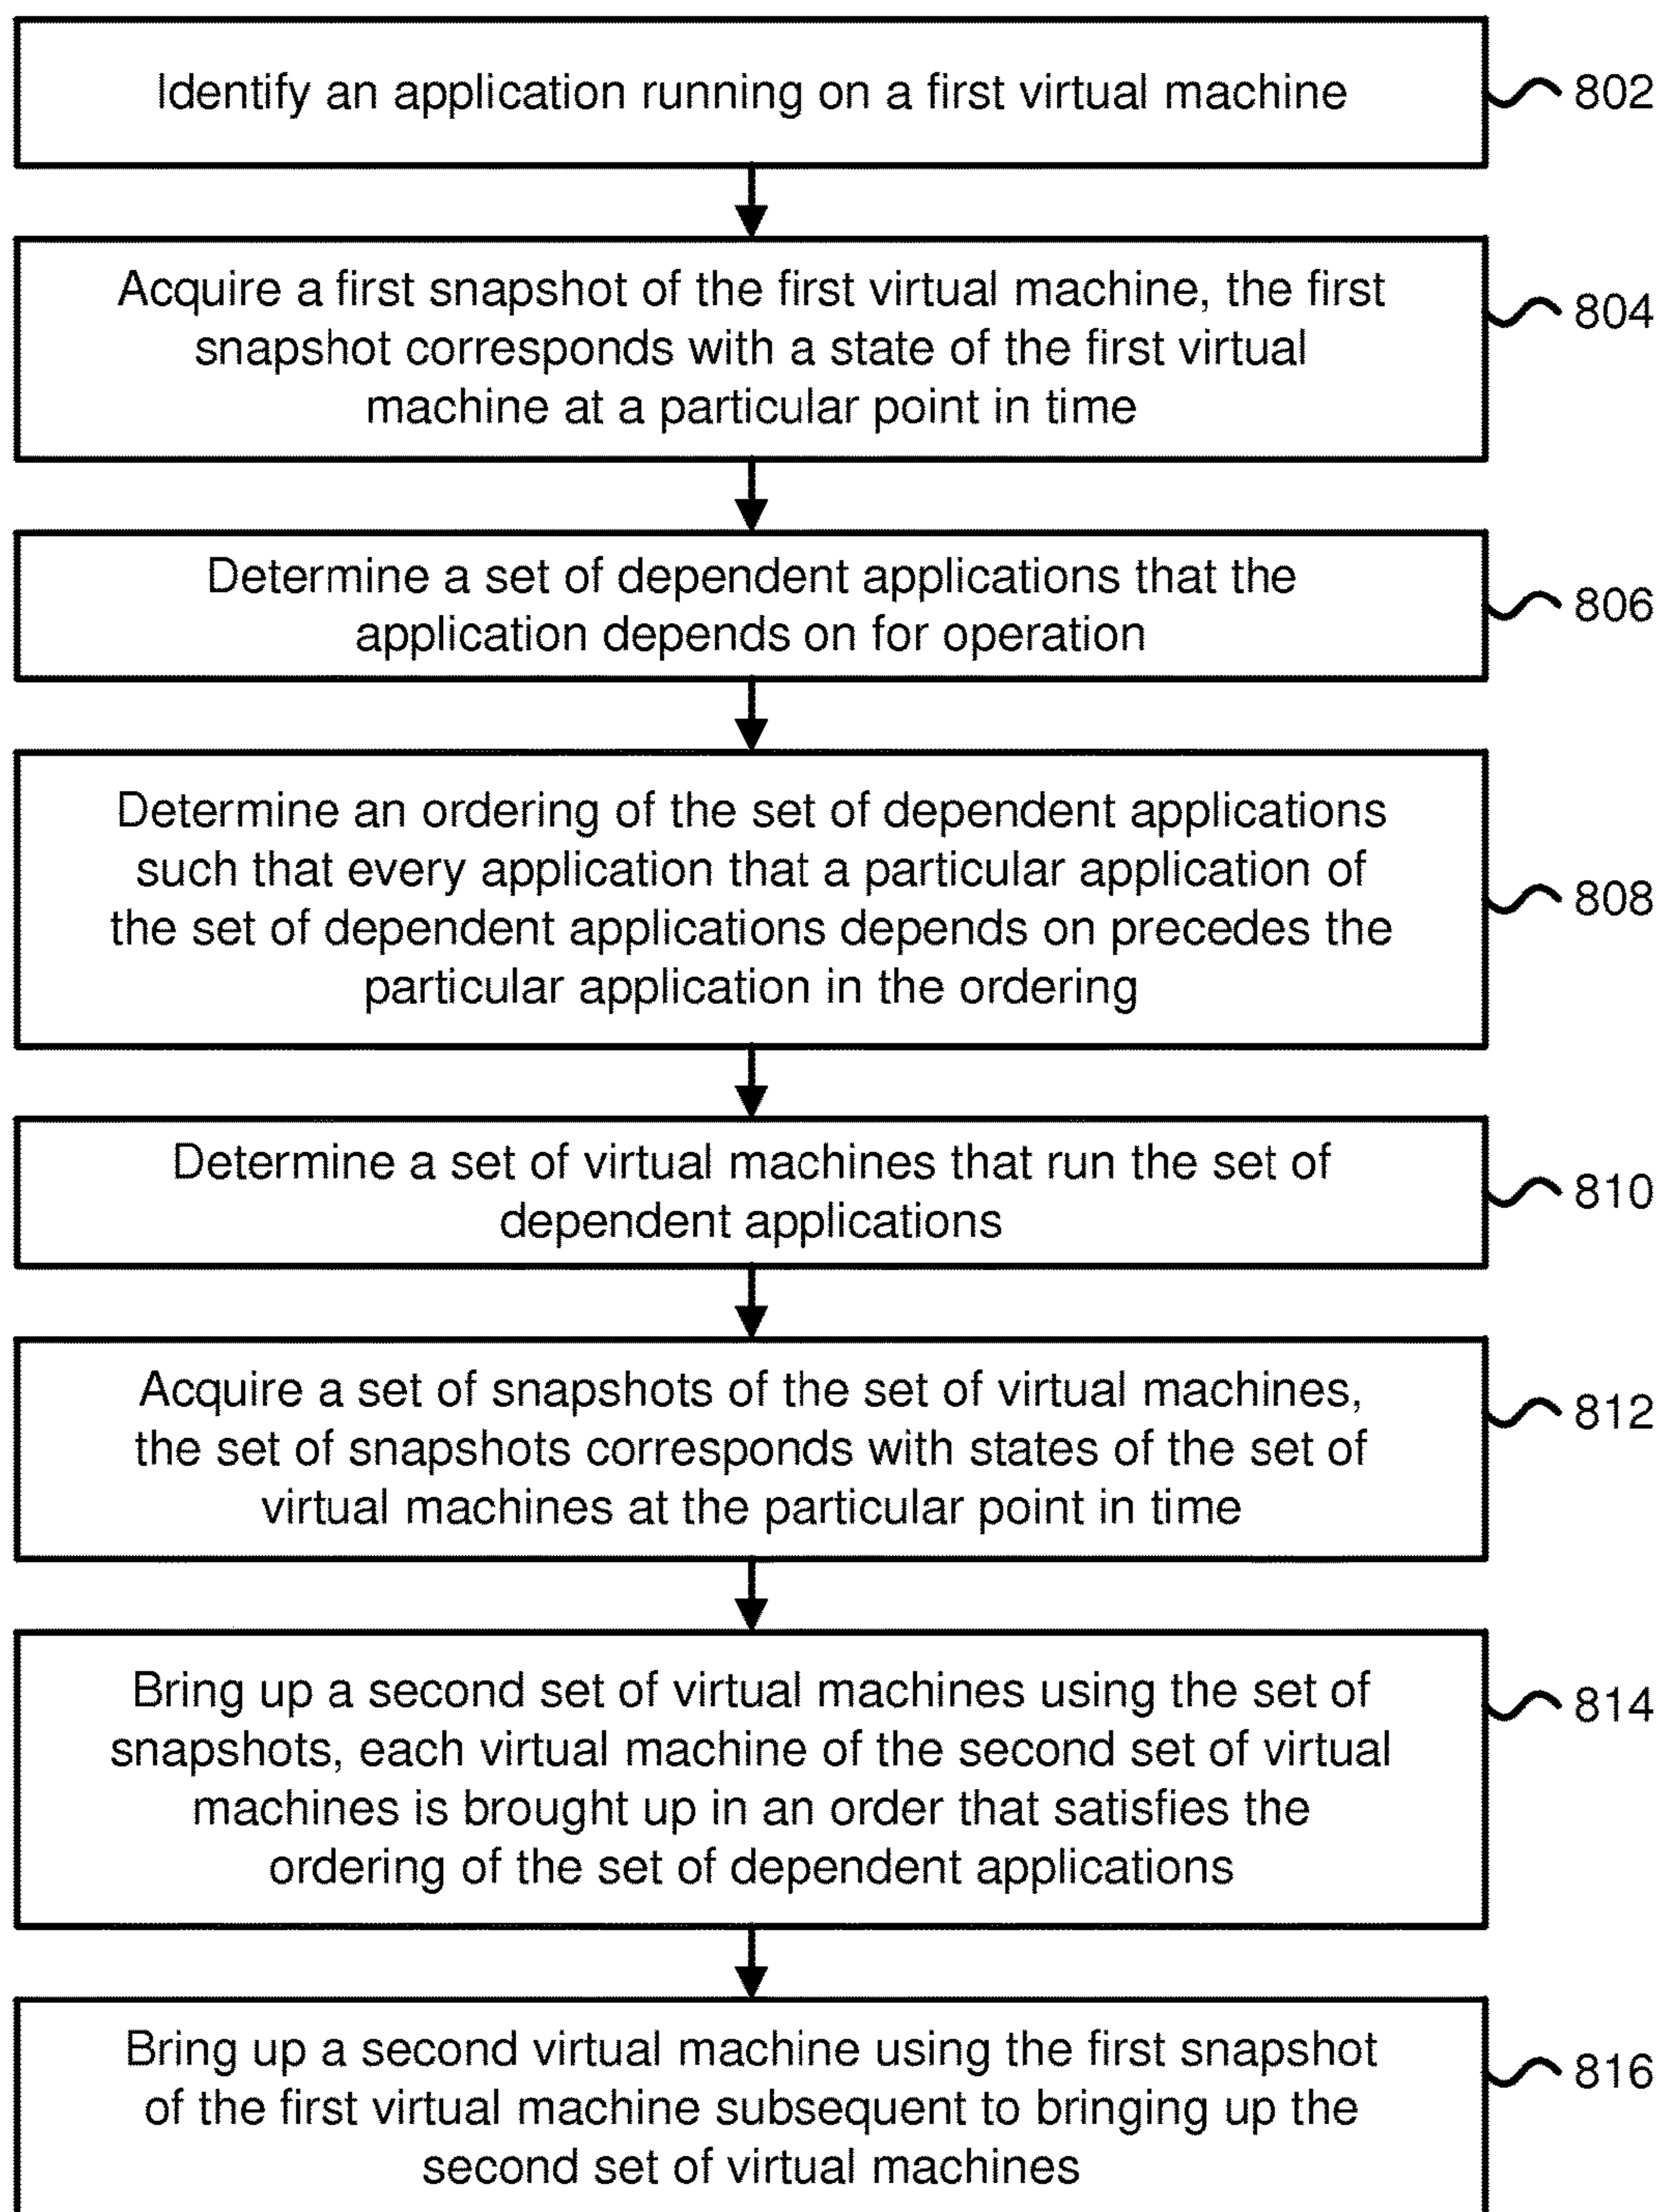 Identify an application running on a first virtual machine
802
Acquire a first snapshot of the first virtual machine, the first
snapshot corresponds with a state of the first virtual
machine at a particular point in time
804
Determine a set of dependent applications that the
application depends on for operation
806
Determine an ordering of the set of dependent applications
such that every application that a particular application of
the set of dependent applications depends on precedes the
particular application in the ordering
808
Determine a set of virtual machines that run the set of
dependent applications
810
Acquire a set of snapshots of the set of virtual machines,
the set of snapshots corresponds with states of the set of
virtual machines at the particular point in time
812
Bring up a second set of virtual machines using the set of
snapshots, each virtual machine of the second set of virtual
machines is brought up in an order that satisfies the
ordering of the set of dependent applications
814
Bring up a second virtual machine using the first snapshot
of the first virtual machine subsequent to bringing up the
second set of virtual machines
816